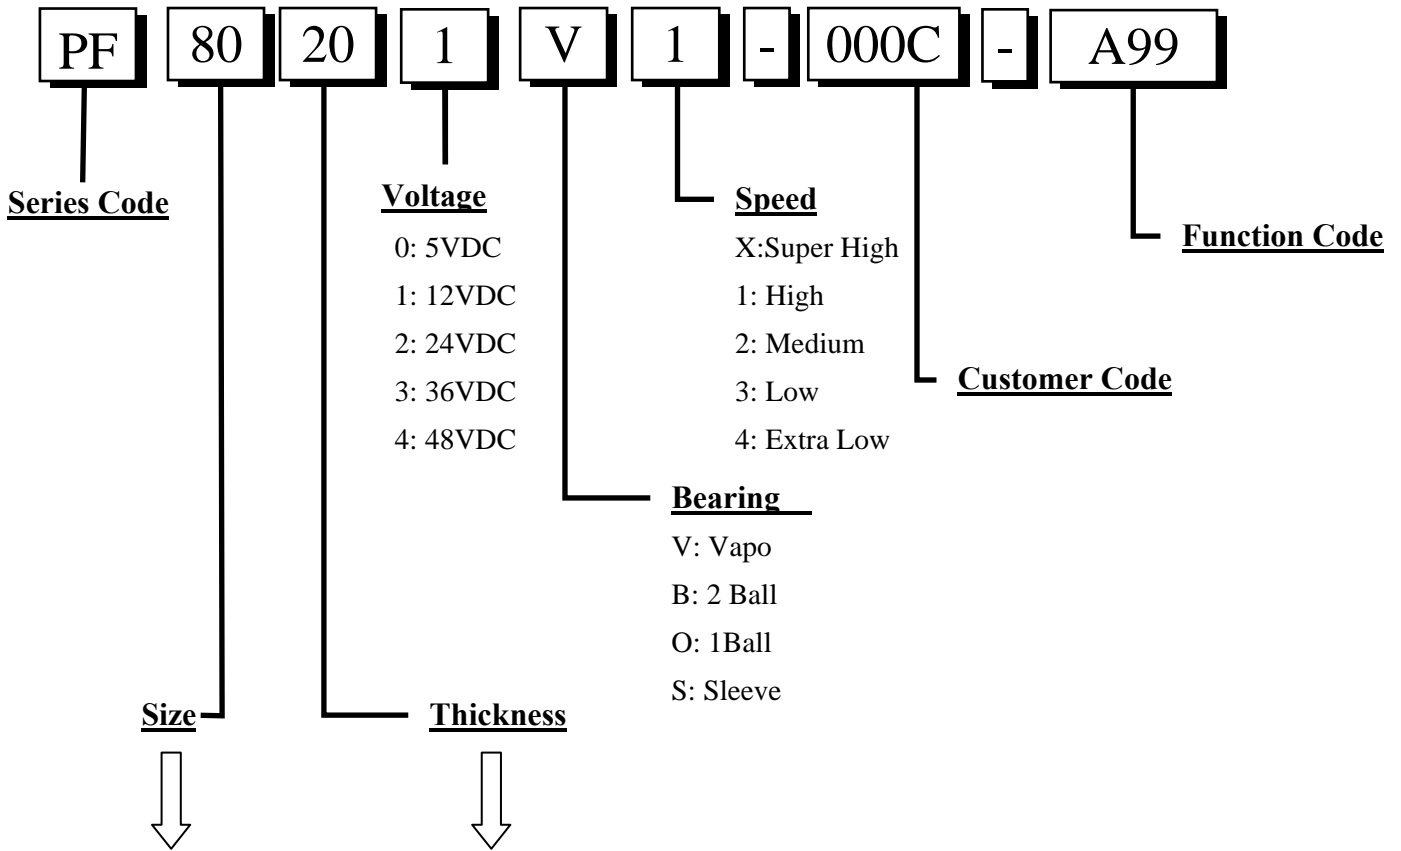 PF 80 20 1 V 1 - 000C - A99
Series Code
Voltage
0: 5VDC
1: 12VDC
2: 24VDC
3: 36VDC
4: 48VDC
Speed
X:Super High
1: High
2: Medium
3: Low
4: Extra Low
Function Code
Customer Code
Bearing
V: Vapo
B: 2 Ball
O: 1Ball
S: Sleeve
Size
Thickness